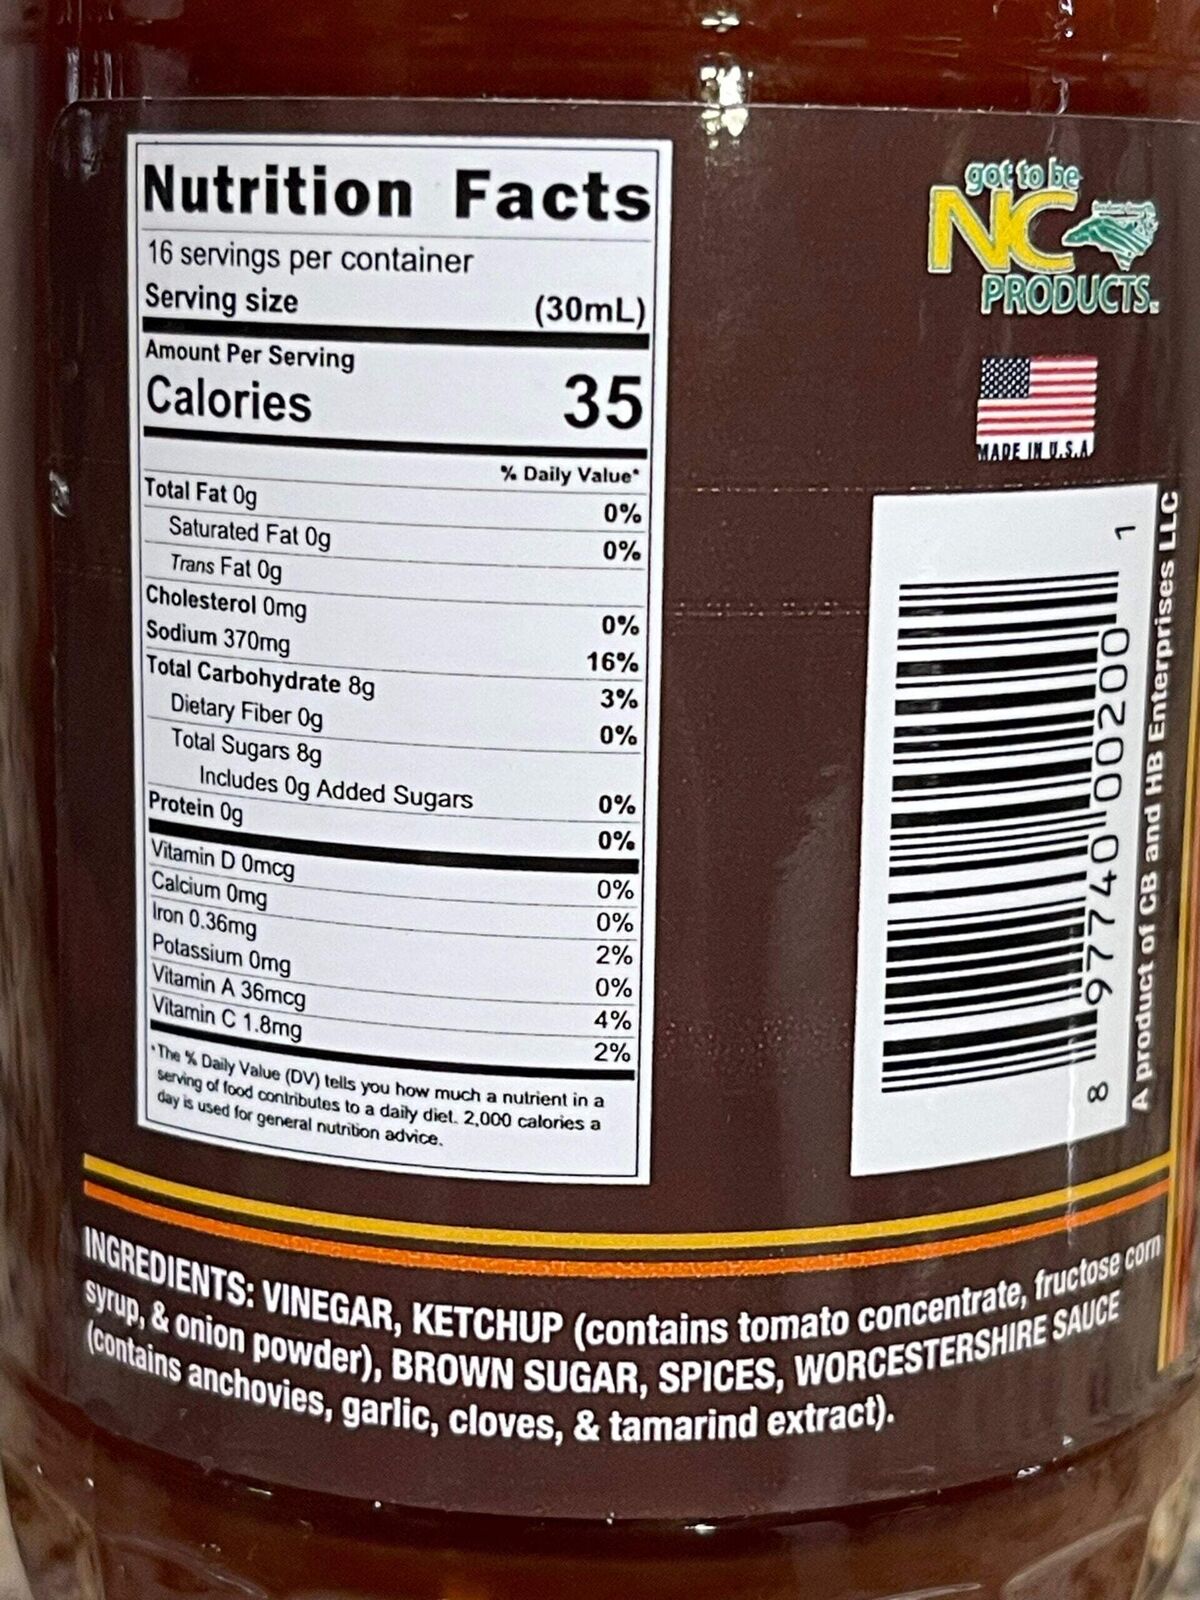 Nutrition Facts
16 servings per container
Serving size (30mL)
Amount Per Serving
Calories 35
% Daily Value*
Total Fat 0g 0%
Saturated Fat 0g 0%
Trans Fat 0g
Cholesterol 0mg 0%
Sodium 370mg 16%
Total Carbohydrate 8g 3%
Dietary Fiber 0g 0%
Total Sugars 8g
Includes 0g Added Sugars 0%
Protein 0g 0%
Vitamin D 0mcg 0%
Calcium 0mg 0%
Iron 0.36mg 2%
Potassium 0mg 0%
Vitamin A 36mcg 4%
Vitamin C 1.8mg 2%
*The % Daily Value (DV) tells you how much a nutrient in a
serving of food contributes to a daily diet. 2,000 calories a
day is used for general nutrition advice.
got to be
NC
PRODUCTS
MADE IN U.S.A
8 97740 00200 1
A product of CB and HB Enterprises LLC
INGREDIENTS: VINEGAR, KETCHUP (contains tomato concentrate, fructose corn
syrup, & onion powder), BROWN SUGAR, SPICES, WORCESTERSHIRE SAUCE
(contains anchovies, garlic, cloves, & tamarind extract).